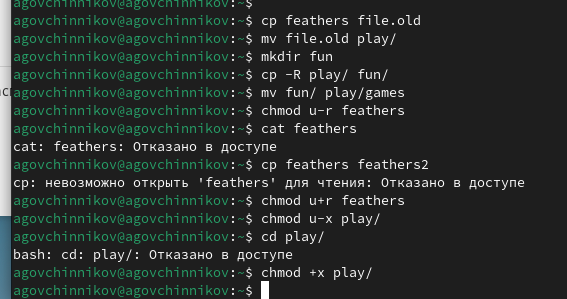 agovchinnikov@agovchinnikov:~$
agovchinnikov@agovchinnikov:~$ cp feathers file.old
agovchinnikov@agovchinnikov:~$ mv file.old play/
agovchinnikov@agovchinnikov:~$ mkdir fun
agovchinnikov@agovchinnikov:~$ cp -R play/ fun/
agovchinnikov@agovchinnikov:~$ mv fun/ play/games
agovchinnikov@agovchinnikov:~$ chmod u-r feathers
agovchinnikov@agovchinnikov:~$ cat feathers
cat: feathers: Отказано в доступе
agovchinnikov@agovchinnikov:~$ cp feathers feathers2
cp: невозможно открыть 'feathers' для чтения: Отказано в доступе
agovchinnikov@agovchinnikov:~$ chmod u+r feathers
agovchinnikov@agovchinnikov:~$ chmod u-x play/
agovchinnikov@agovchinnikov:~$ cd play/
bash: cd: play/: Отказано в доступе
agovchinnikov@agovchinnikov:~$ chmod +x play/
agovchinnikov@agovchinnikov:~$